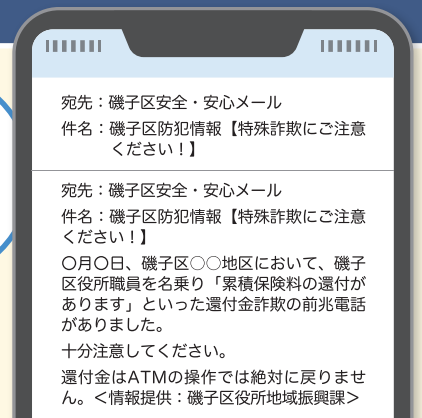 宛先：磯子区安全・安心メール
件名：磯子区防犯情報【特殊詐欺にご注意
ください！】
宛先：磯子区安全・安心メール
件名：磯子区防犯情報【特殊詐欺にご注意
ください！】
〇月〇日、磯子区○○地区において、磯子
区役所職員を名乗り「累積保険料の還付が
あります」といった還付金詐欺の前兆電話
がありました。
十分注意してください。
還付金はATMの操作では絶対に戻りませ
ん。＜情報提供：磯子区役所地域振興課＞